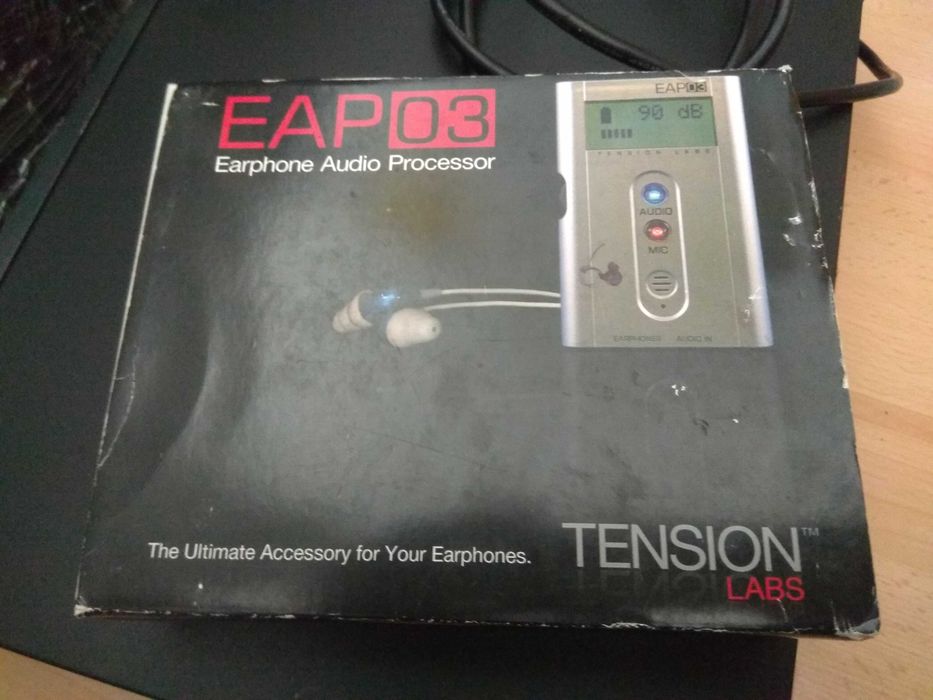 EAP03
Earphone Audio Processor
EAP03
90 dB
TENSION LABS
AUDIO
MIC
EARPHONES AUDIO IN
The Ultimate Accessory for Your Earphones.
TENSION™
LABS